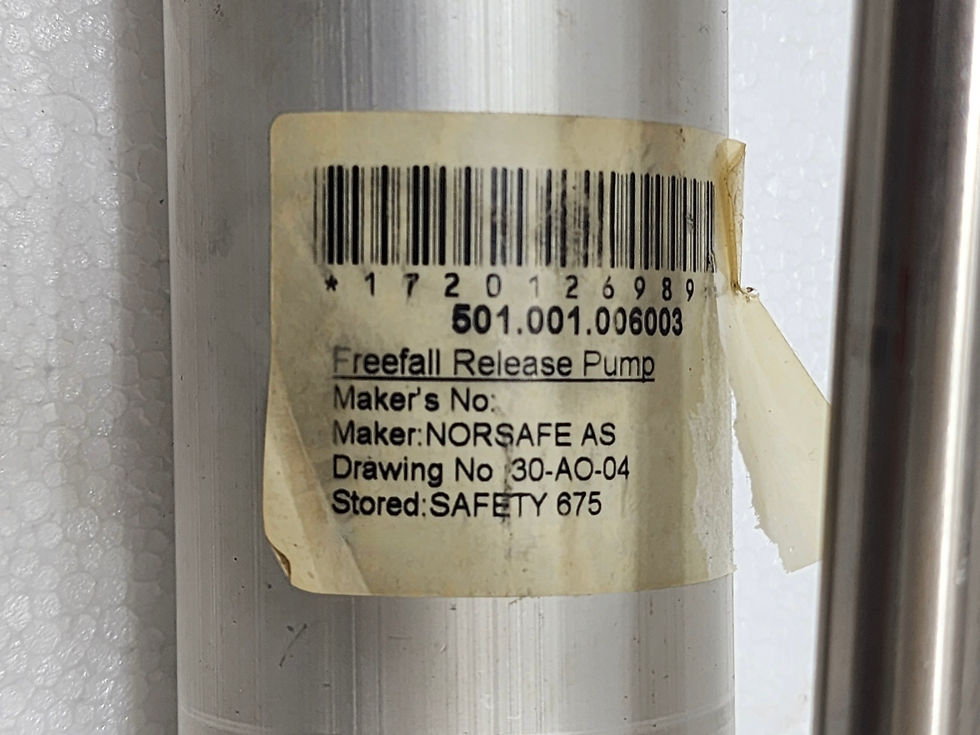 *1720126989
501.001.006003
Freefall Release Pump
Maker's No:
Maker:NORSAFE AS
Drawing No :30-AO-04
Stored:SAFETY 675